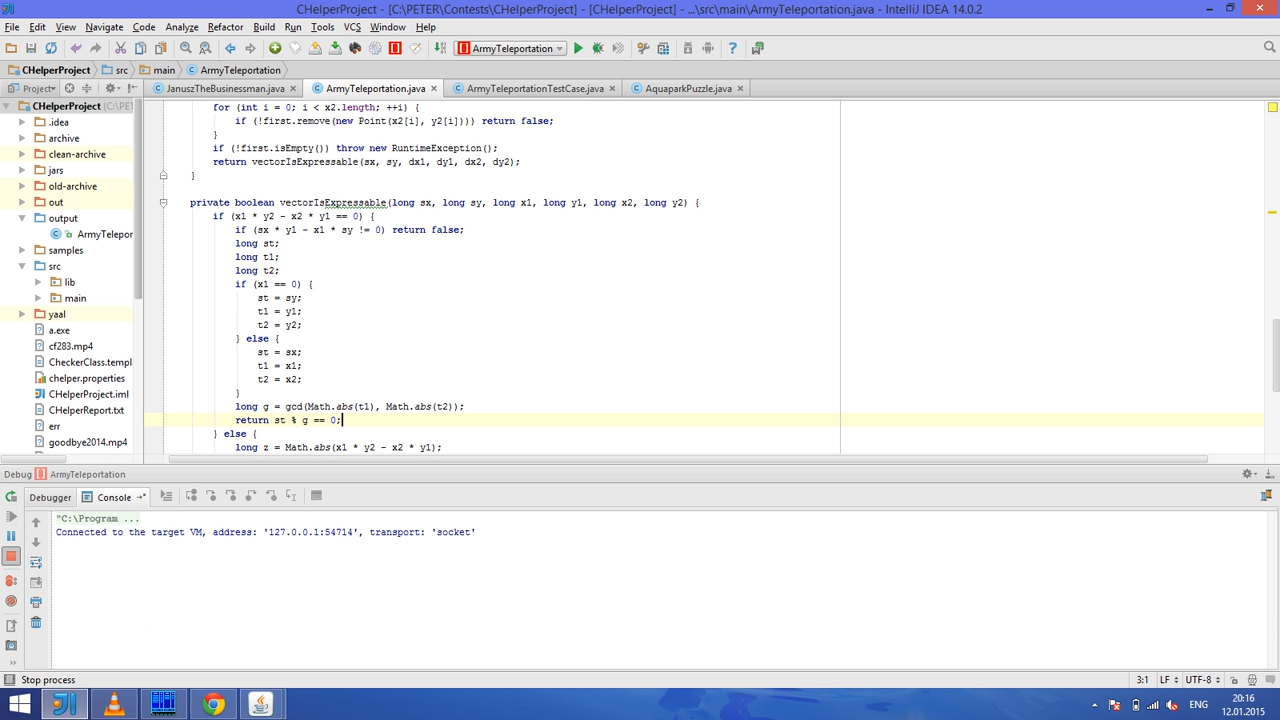 CHelperProject - [C:\PETER\Contests\CHelperProject] - [CHelperProject] - ...\src\main\ArmyTeleportation.java - IntelliJ IDEA 14.0.2
File Edit View Navigate Code Analyze Refactor Build Run Tools VCS Window Help
ArmyTeleportation
CHelperProject src main ArmyTeleportation
Project
JanuszTheBusinessman.java ArmyTeleportation.java ArmyTeleportationTestCase.java AquaparkPuzzle.java
CHelperProject (C:\PETE
.idea
archive
clean-archive
jars
old-archive
out
output
ArmyTelepor
samples
src
lib
main
yaal
a.exe
cf283.mp4
CheckerClass.templ
chelper.properties
CHelperProject.iml
CHelperReport.txt
err
goodbye2014.mp4
for (int i = 0; i < x2.length; ++i) {
if (!first.remove(new Point(x2[i], y2[i]))) return false;
}
if (!first.isEmpty()) throw new RuntimeException();
return vectorIsExpressable(sx, sy, dx1, dy1, dx2, dy2);
}
private boolean vectorIsExpressable(long sx, long sy, long x1, long y1, long x2, long y2) {
if (x1 * y2 - x2 * y1 == 0) {
if (sx * y1 - x1 * sy != 0) return false;
long st;
long t1;
long t2;
if (x1 == 0) {
st = sy;
t1 = y1;
t2 = y2;
} else {
st = sx;
t1 = x1;
t2 = x2;
}
long g = gcd(Math.abs(t1), Math.abs(t2));
return st % g == 0;
} else {
long z = Math.abs(x1 * y2 - x2 * y1);
Debug ArmyTeleportation
Debugger Console
"C:\Program ...
Connected to the target VM, address: '127.0.0.1:54714', transport: 'socket'
Stop process
3:1 LF UTF-8
ENG
20:16
12.01.2015